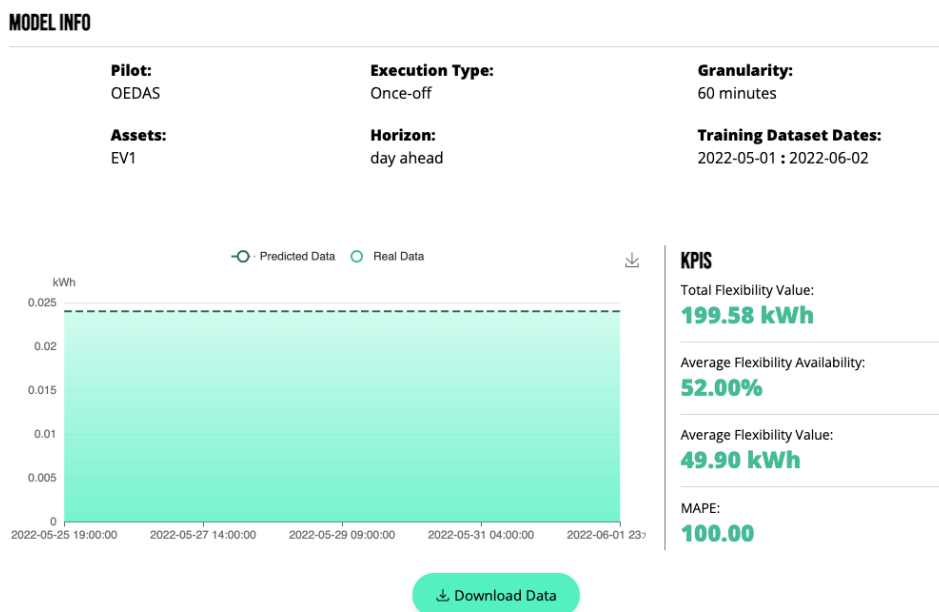 MODEL INFO
Pilot: Execution Type: Granularity:
OEDAS Once-off 60 minutes
Assets: Horizon: Training Dataset Dates:
EV1 day ahead 2022-05-01 : 2022-06-02
Predicted Data Real Data
kWh
0.025
0.02
0.015
0.01
0.005
0
2022-05-25 19:00:00 2022-05-27 14:00:00 2022-05-29 09:00:00 2022-05-31 04:00:00 2022-06-01 23:
KPIS
Total Flexibility Value:
199.58 kWh
Average Flexibility Availability:
52.00%
Average Flexibility Value:
49.90 kWh
MAPE:
100.00
Download Data